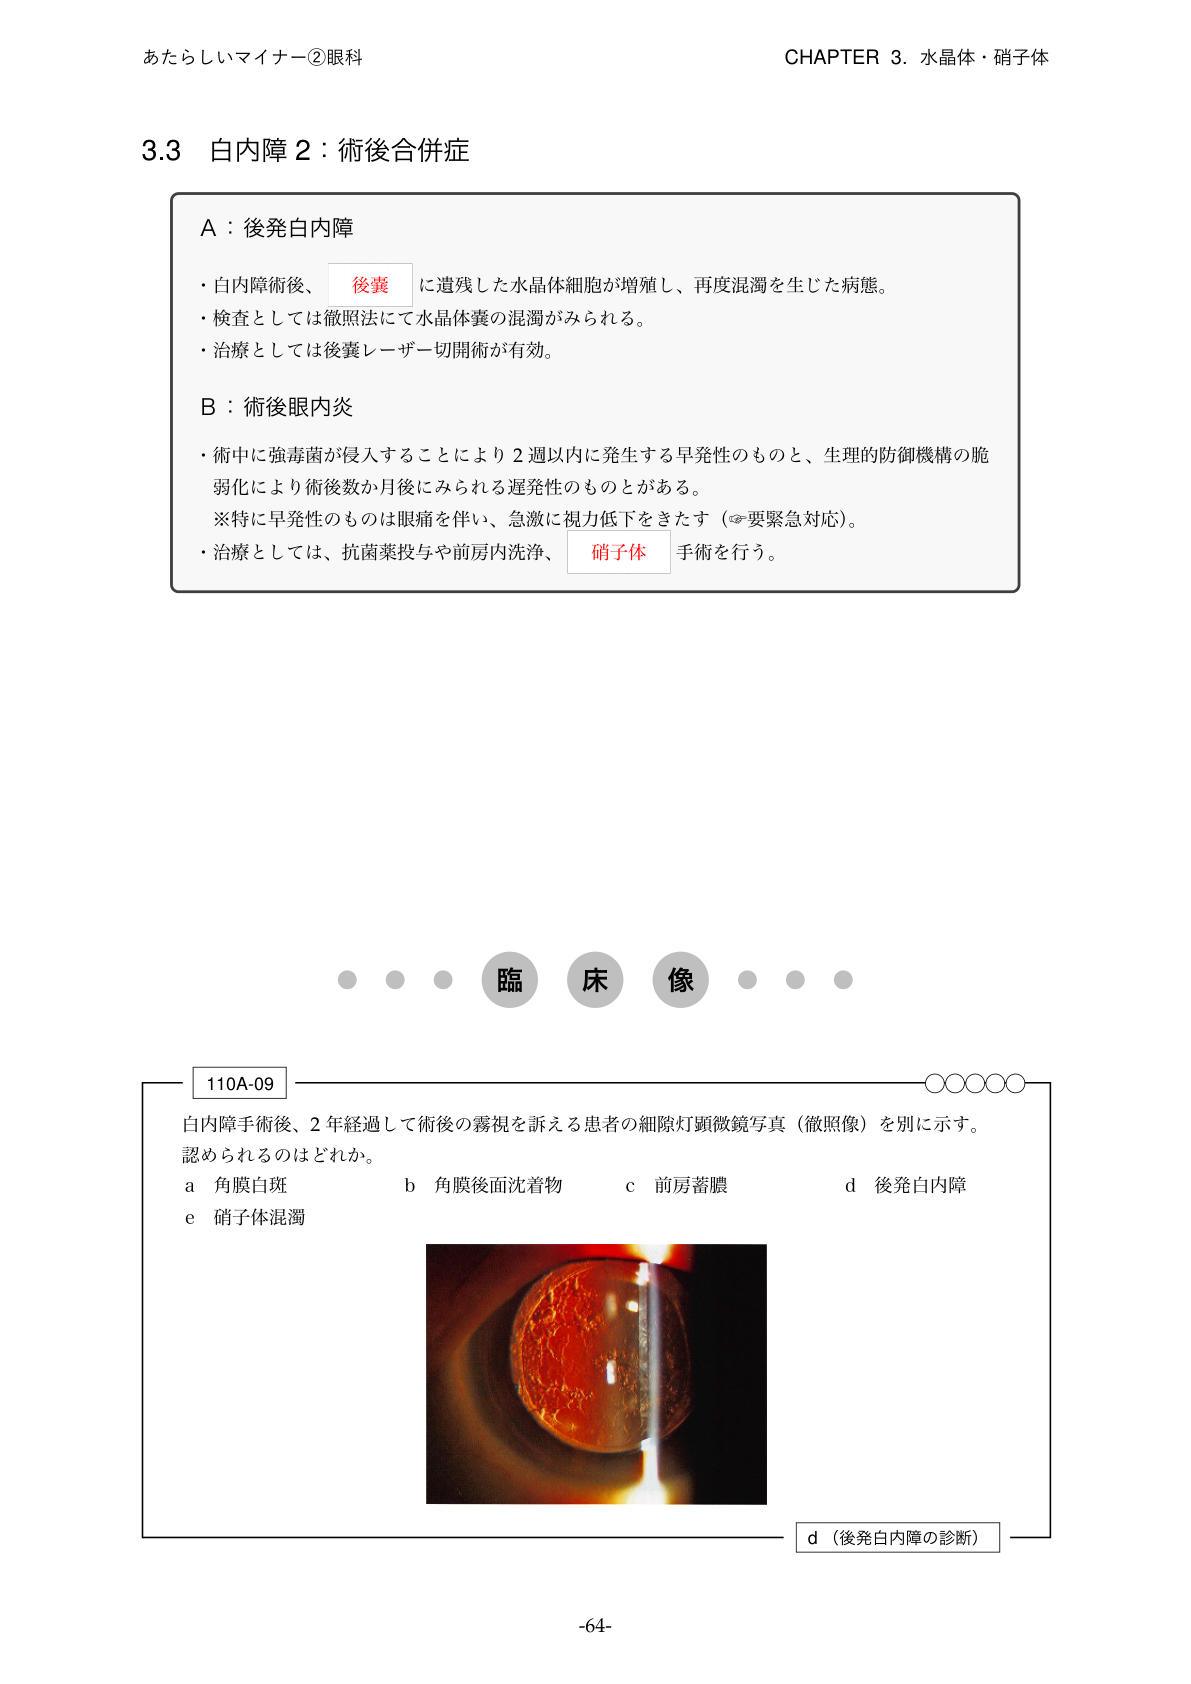 あたらしいマイナー②眼科
CHAPTER 3. 水晶体・硝子体
3.3 白内障 2：術後合併症
A：後発白内障
・白内障術後、 後嚢 に遺残した水晶体細胞が増殖し、再度混濁を生じた病態。
・検査としては徹照法にて水晶体嚢の混濁がみられる。
・治療としては後嚢レーザー切開術が有効。
B：術後眼内炎
・術中に強毒菌が侵入することにより 2 週以内に発生する早発性のものと、生理的防御機構の脆
弱化により術後数か月後にみられる遅発性のものとがある。
※特に早発性のものは眼痛を伴い、急激に視力低下をきたす（☞要緊急対応）。
・治療としては、抗菌薬投与や前房内洗浄、 硝子体 手術を行う。
臨床像
110A-09
白内障手術後、2 年経過して術後の霧視を訴える患者の細隙灯顕微鏡写真（徹照像）を別に示す。
認められるのはどれか。
a 角膜白斑 b 角膜後面沈着物 c 前房蓄膿 d 後発白内障
e 硝子体混濁
d （後発白内障の診断）
-64-